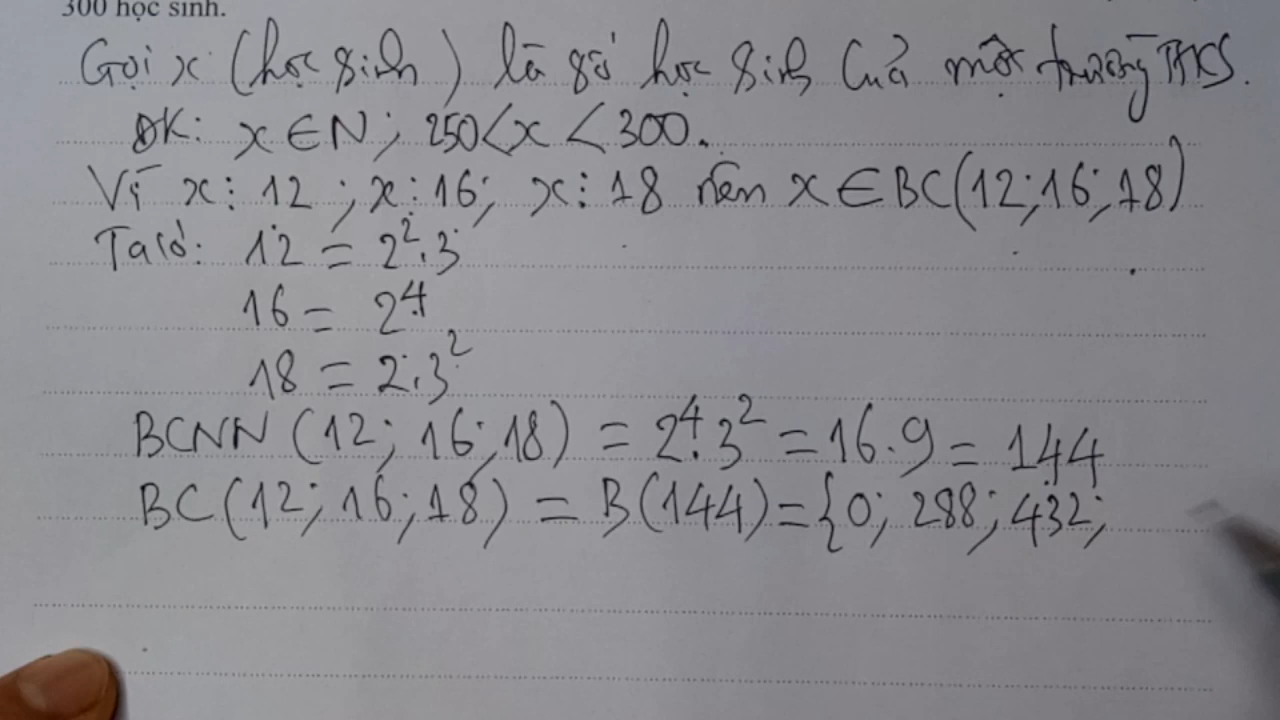 300 học sinh.
Gọi x (học sinh) là số học sinh của một trường THCS.
ĐK: x ∈ N; 250 < x < 300.
Vì x ⋮ 12 ; x ⋮ 16; x ⋮ 18 nên x ∈ BC(12;16;18)
Ta có: 12 = 2².3
16 = 2⁴
18 = 2.3²
BCNN (12; 16;18) = 2⁴.3² = 16.9 = 144
BC(12; 16;18) = B(144) = {0; 288; 432;